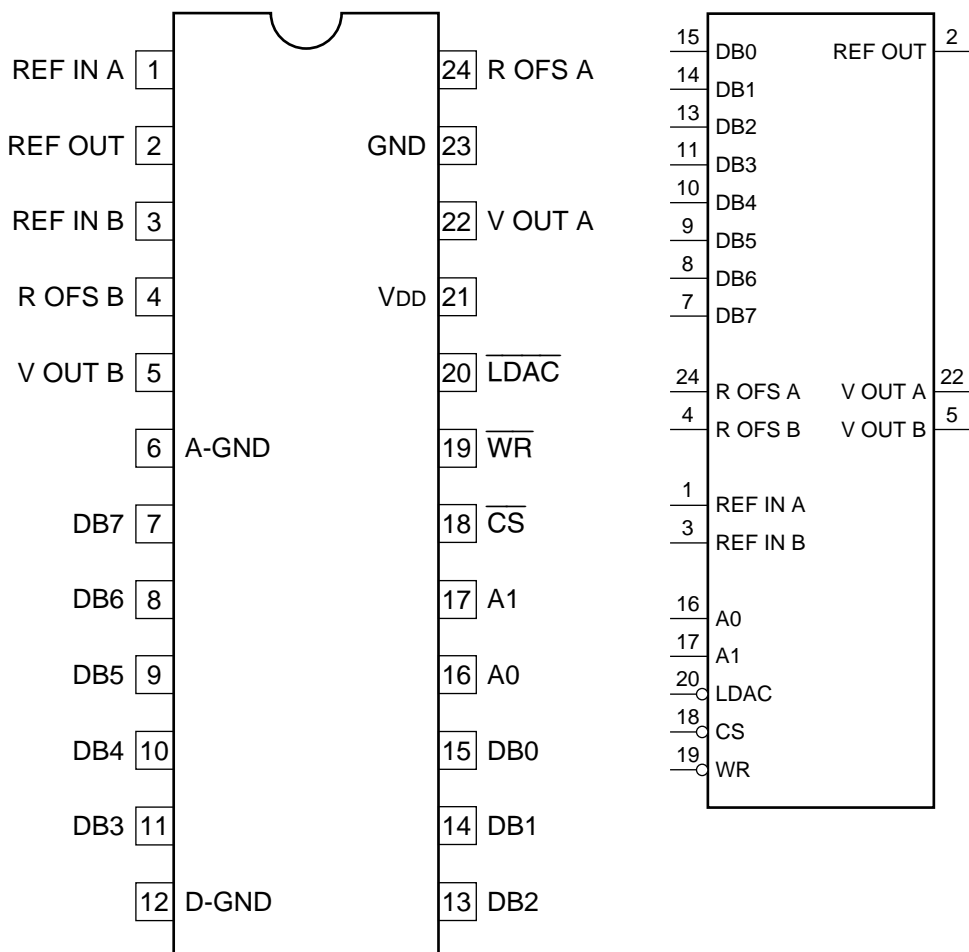 REF IN A 1
REF OUT 2
REF IN B 3
R OFS B 4
V OUT B 5
6 A-GND
DB7 7
DB6 8
DB5 9
DB4 10
DB3 11
12 D-GND
24 R OFS A
GND 23
22 V OUT A
VDD 21
20 LDAC
19 WR
18 CS
17 A1
16 A0
15 DB0
14 DB1
13 DB2
15 DB0
14 DB1
13 DB2
11 DB3
10 DB4
9 DB5
8 DB6
7 DB7
24 R OFS A
4 R OFS B
1 REF IN A
3 REF IN B
16 A0
17 A1
20 LDAC
18 CS
19 WR
REF OUT 2
V OUT A 22
V OUT B 5